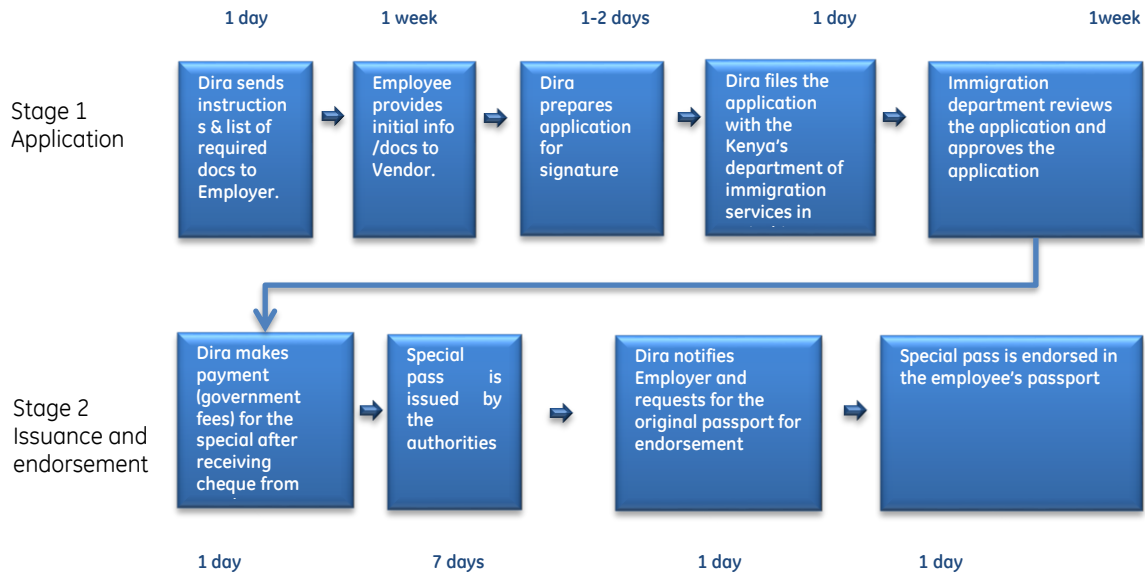 1 day
1 week
1-2 days
1 day
1week
Stage 1
Application
Dira sends
instruction
s & list of
required
docs to
Employer.
Employee
provides
initial info
/docs to
Vendor.
Dira
prepares
application
for
signature
Dira files the
application
with the
Kenya's
department of
immigration
services in
Immigration
department reviews
the application and
approves the
application
Stage 2
Issuance and
endorsement
Dira makes
payment
(government
fees) for the
special after
receiving
cheque from
Special
pass is
issued by
the
authorities
Dira notifies
Employer and
requests for the
original passport for
endorsement
Special pass is endorsed in
the employee's passport
1 day
7 days
1 day
1 day